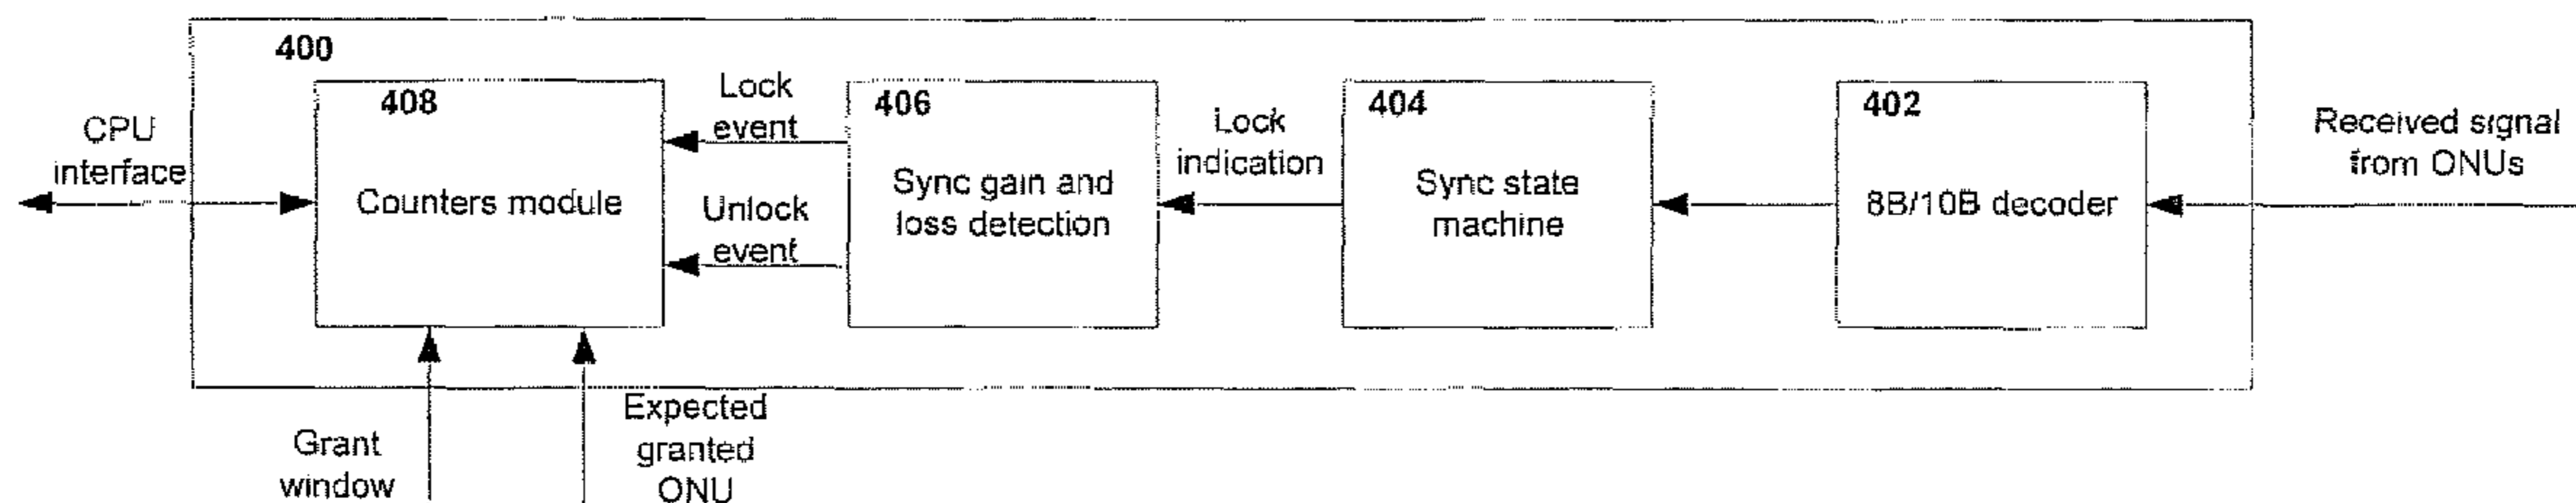 400
408
Counters module
CPU
interface
Lock
event
Unlock
event
406
Sync gain and
loss detection
Lock
indication
404
Sync state
machine
402
8B/10B decoder
Received signal
from ONUs
Grant
window
Expected
granted
ONU